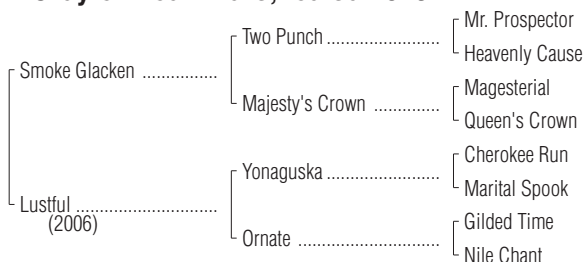 Mr. Prospector
Two Punch ........................
Heavenly Cause
Smoke Glacken ................
Magesterial
Majesty's Crown ..............
Queen's Crown
Cherokee Run
Yonaguska ........................
Marital Spook
Lustful ..............................
(2006)
Gilded Time
Ornate ..............................
Nile Chant